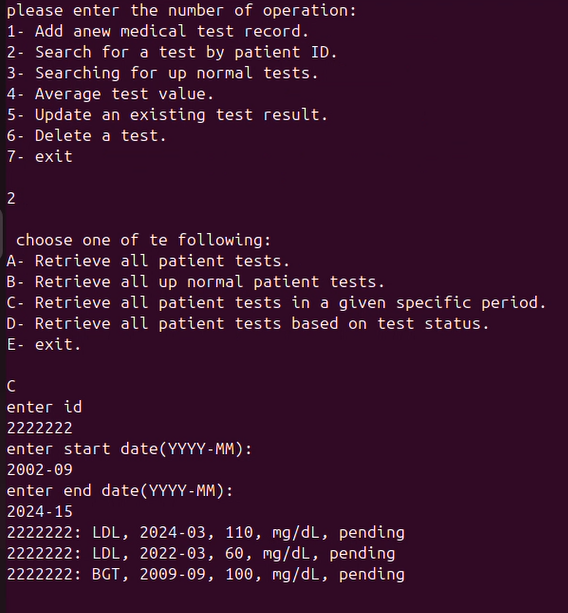 please enter the number of operation:
1- Add anew medical test record.
2- Search for a test by patient ID.
3- Searching for up normal tests.
4- Average test value.
5- Update an existing test result.
6- Delete a test.
7- exit
2
choose one of te following:
A- Retrieve all patient tests.
B- Retrieve all up normal patient tests.
C- Retrieve all patient tests in a given specific period.
D- Retrieve all patient tests based on test status.
E- exit.
C
enter id
2222222
enter start date(YYYY-MM):
2002-09
enter end date(YYYY-MM):
2024-15
2222222: LDL, 2024-03, 110, mg/dL, pending
2222222: LDL, 2022-03, 60, mg/dL, pending
2222222: BGT, 2009-09, 100, mg/dL, pending